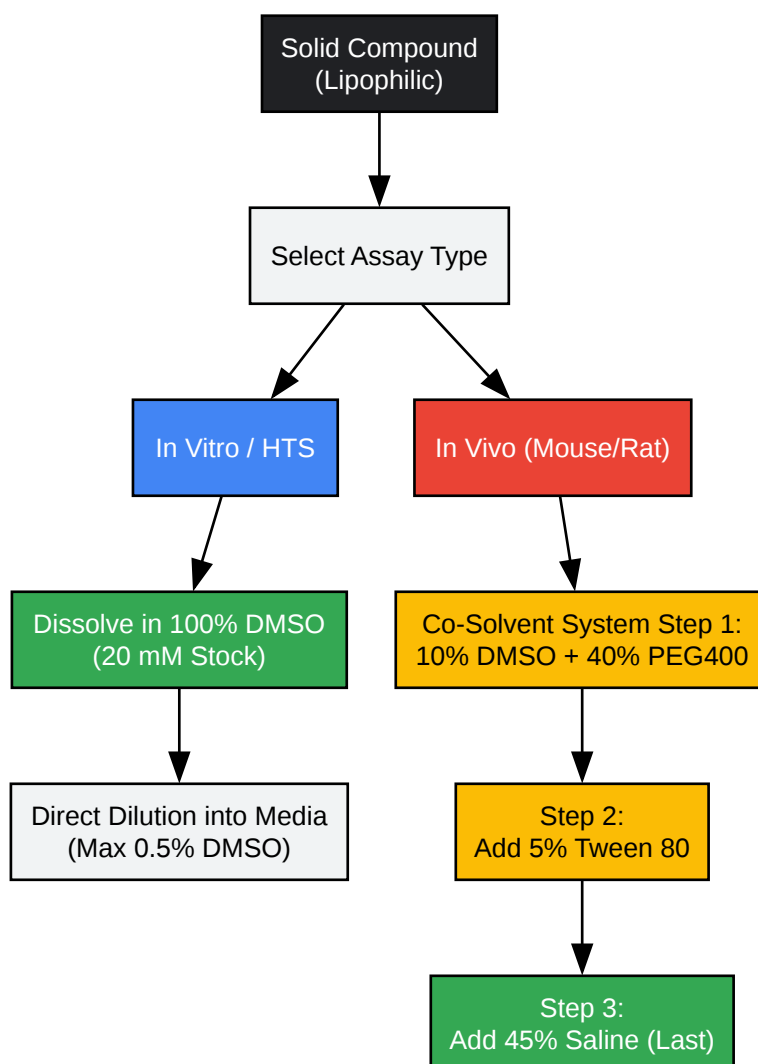 Solid Compound
(Lipophilic)
Select Assay Type
In Vitro / HTS
In Vivo (Mouse/Rat)
Dissolve in 100% DMSO
(20 mM Stock)
Co-Solvent System Step 1:
10% DMSO + 40% PEG400
Direct Dilution into Media
(Max 0.5% DMSO)
Step 2:
Add 5% Tween 80
Step 3:
Add 45% Saline (Last)